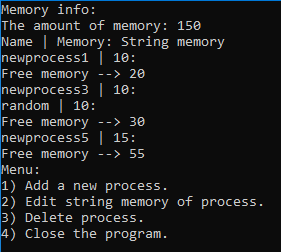 Memory info:
The amount of memory: 150
Name | Memory: String memory
newprocess1 | 10:
Free memory --> 20
newprocess3 | 10:
random | 10:
Free memory --> 30
newprocess5 | 15:
Free memory --> 55
Menu:
1) Add a new process.
2) Edit string memory of process.
3) Delete process.
4) Close the program.